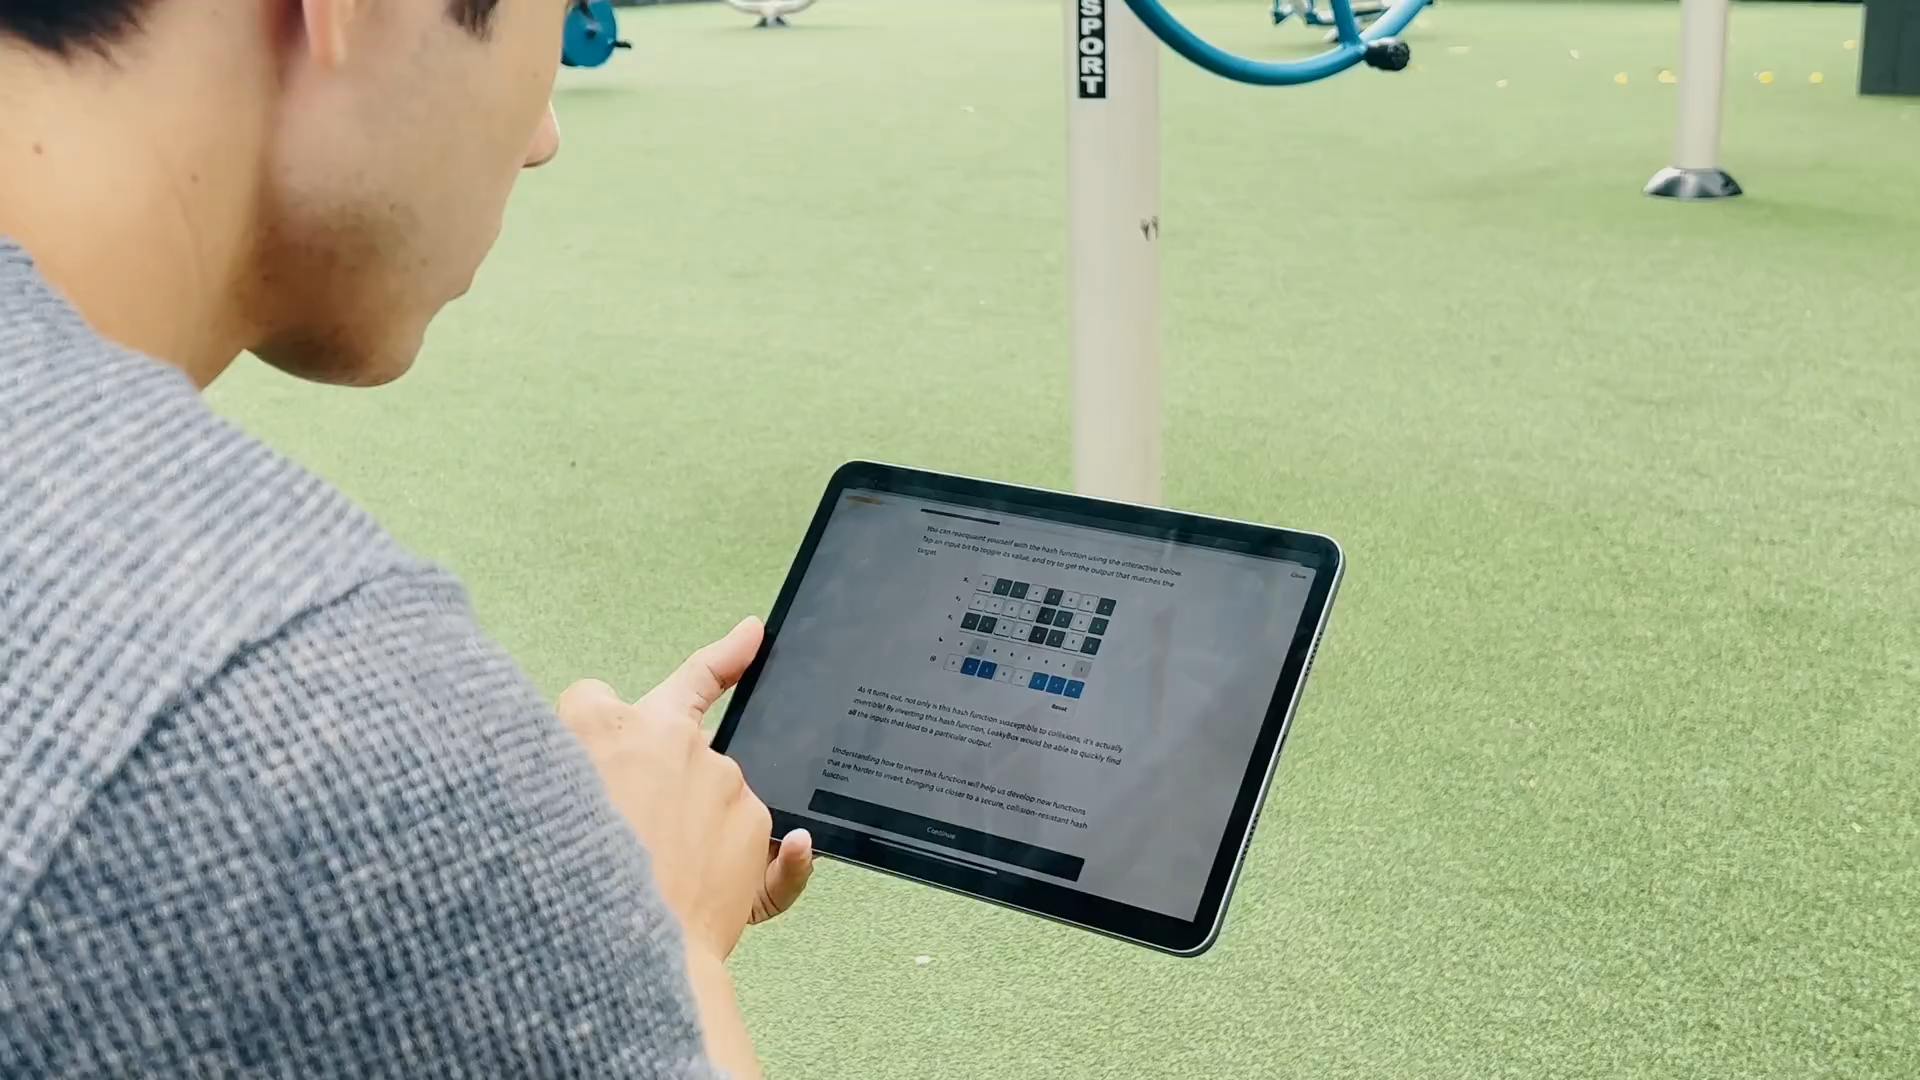 SPORT
You can reacquaint yourself with the hash function using the interactive below.
Tap an input bit to toggle its value, and try to get the output that matches the
target.
Close
Reset
As it turns out, not only is this hash function susceptible to collisions, it's actually
invertible! By inverting this hash function, LeakyBox would be able to quickly find
all the inputs that lead to a particular output.
Understanding how to invert this function will help us develop new functions
that are harder to invert, bringing us closer to a secure, collision-resistant hash
function.
Continue